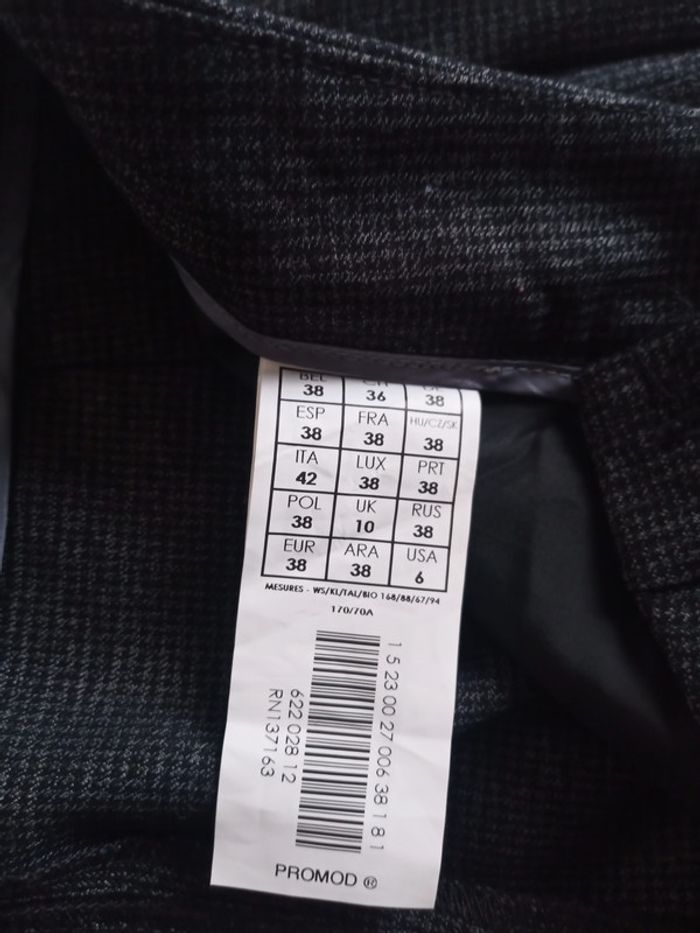 BEL
38 36 38
ESP FRA HU/CZ/SK
38 38 38
ITA LUX PRT
42 38 38
POL UK RUS
38 10 38
EUR ARA USA
38 38 6
MESURES - WS/KL/TAL/BIO 168/88/67/94
170/70A
1 5 23 00 27 006 38 1 8 1
622 028 12
RN137163
PROMOD ®